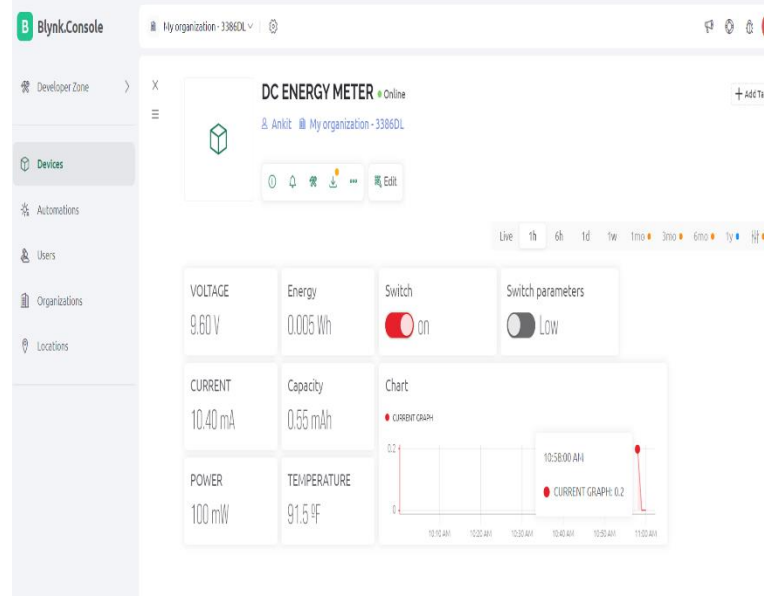 B Blynk.Console
My organization - 3386DL
Developer Zone
Devices
Automations
Users
Organizations
Locations
DC ENERGY METER Online
Ankit My organization - 3386DL
Edit
+ Add Ta
Live 1h 6h 1d 1w 1mo 3mo 6mo 1y
VOLTAGE
9.60 V
Energy
0.005 Wh
Switch
on
Switch parameters
Low
CURRENT
10.40 mA
Capacity
0.55 mAh
Chart
CURRENT GRAPH
0.2
0
10:58:00 AM
CURRENT GRAPH: 0.2
10:10 AM 10:20 AM 10:30 AM 10:40 AM 10:50 AM 11:00 AM
POWER
100 mW
TEMPERATURE
91.5 ºF